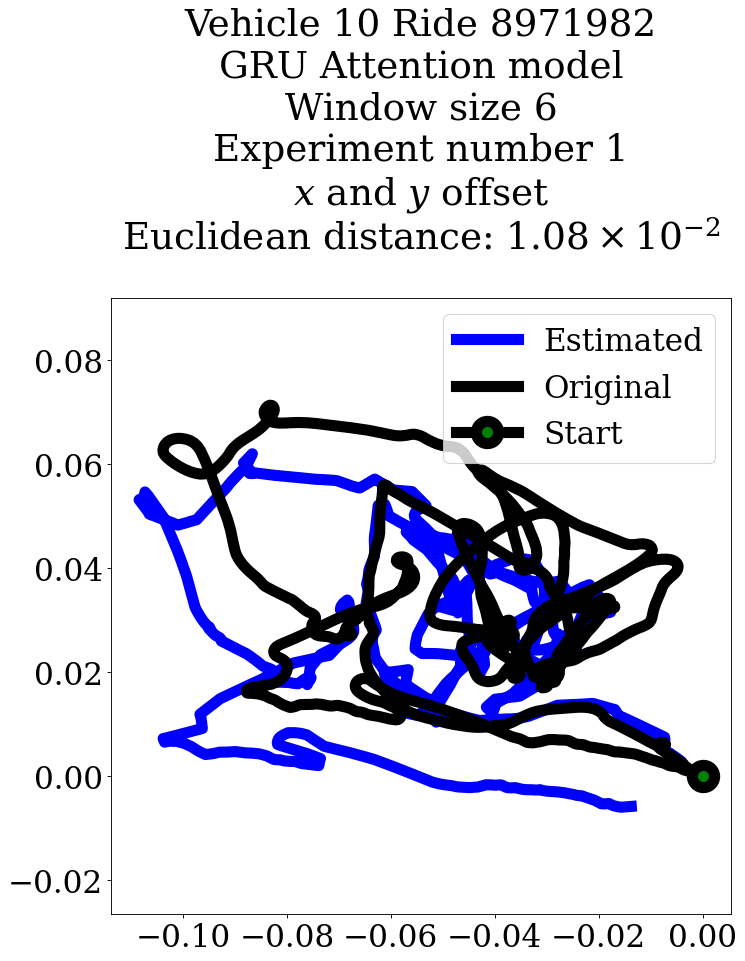 Vehicle 10 Ride 8971982
GRU Attention model
Window size 6
Experiment number 1
x and y offset
Euclidean distance: 1.08 × 10⁻²
Estimated
Original
Start
0.08
0.06
0.04
0.02
0.00
−0.02
−0.10 −0.08 −0.06 −0.04 −0.02 0.00